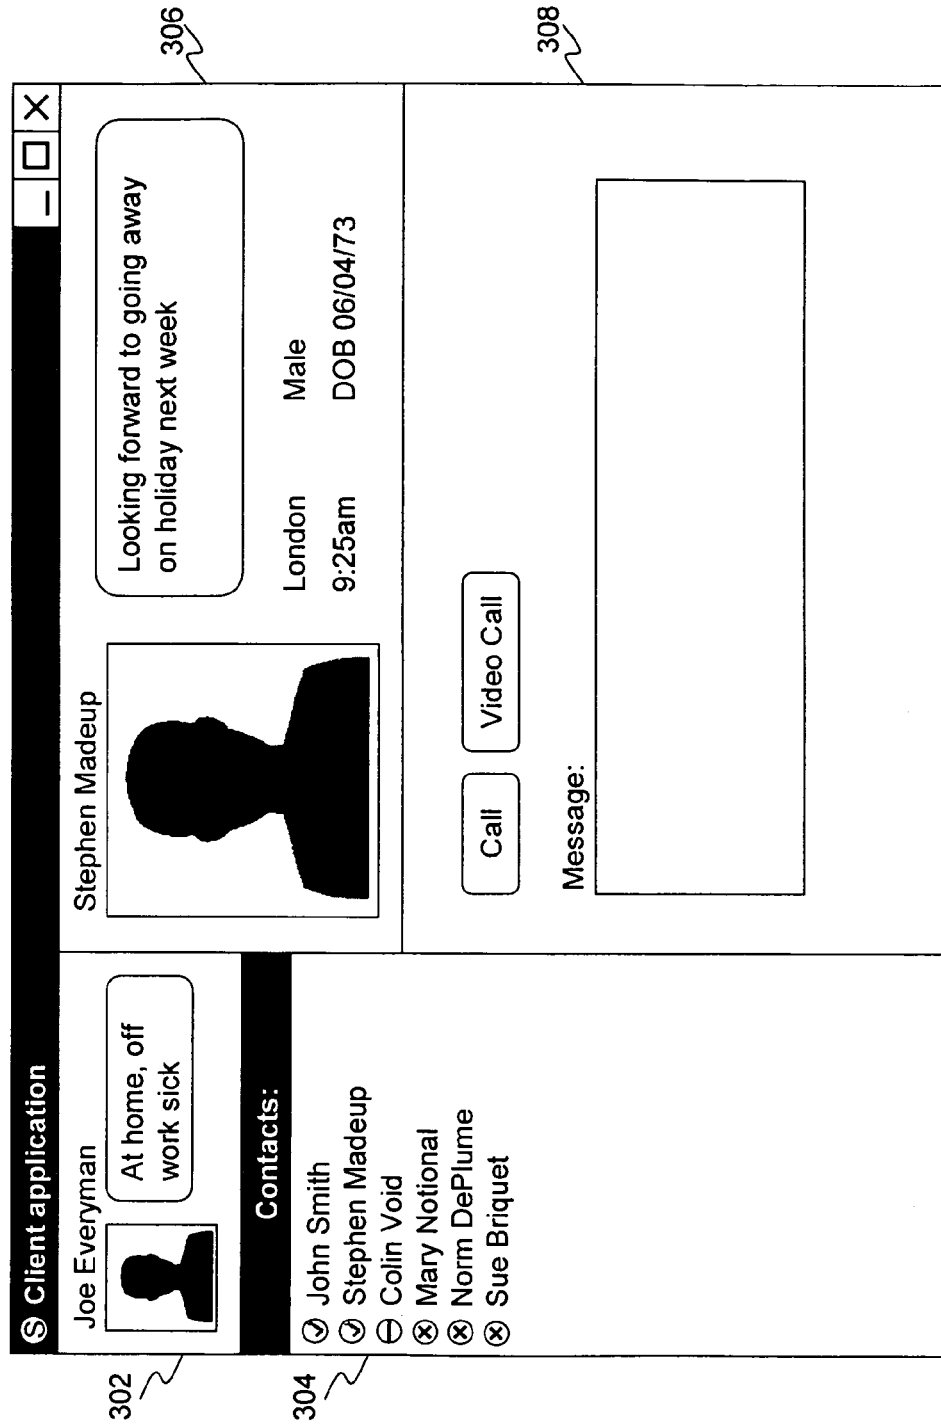 Ⓢ Client application
302
Joe Everyman
At home, off
work sick
304
Contacts:
John Smith
Stephen Madeup
Colin Void
Mary Notional
Norm DePlume
Sue Briquet
306
Stephen Madeup
Looking forward to going away
on holiday next week
London Male
9:25am DOB 06/04/73
308
Call Video Call
Message: